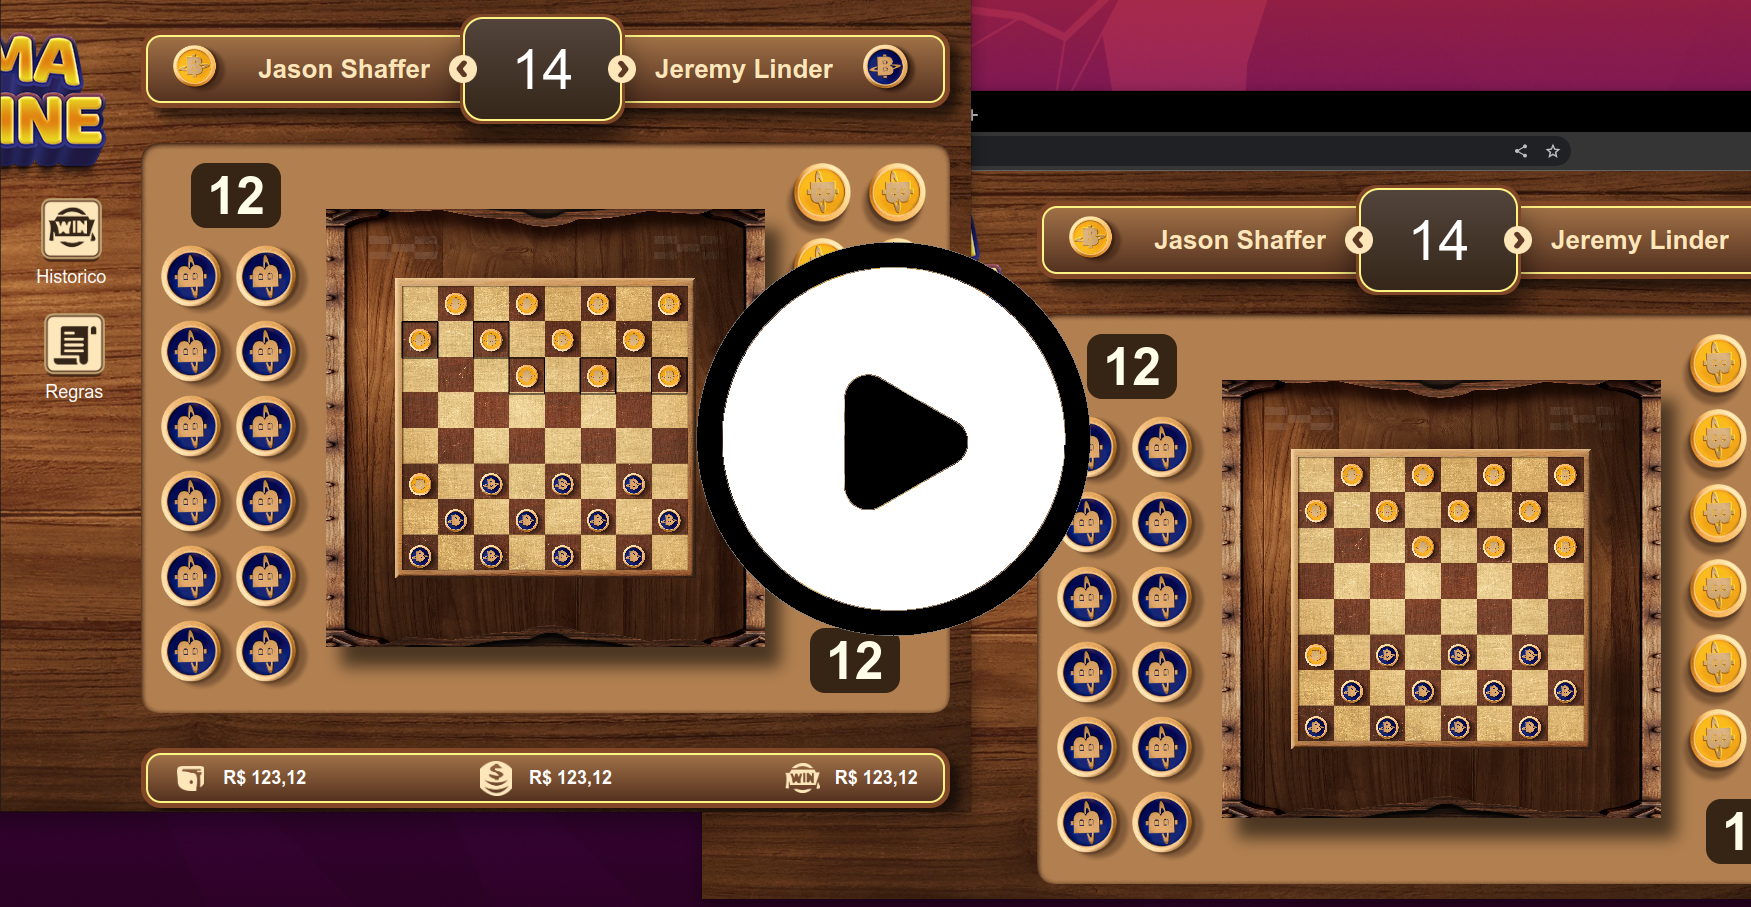 MA
INE
Jason Shaffer
14
Jeremy Linder
12
WIN
Historico
Regras
12
R$ 123,12
R$ 123,12
WIN
R$ 123,12
Jason Shaffer
14
Jeremy Linder
12
1